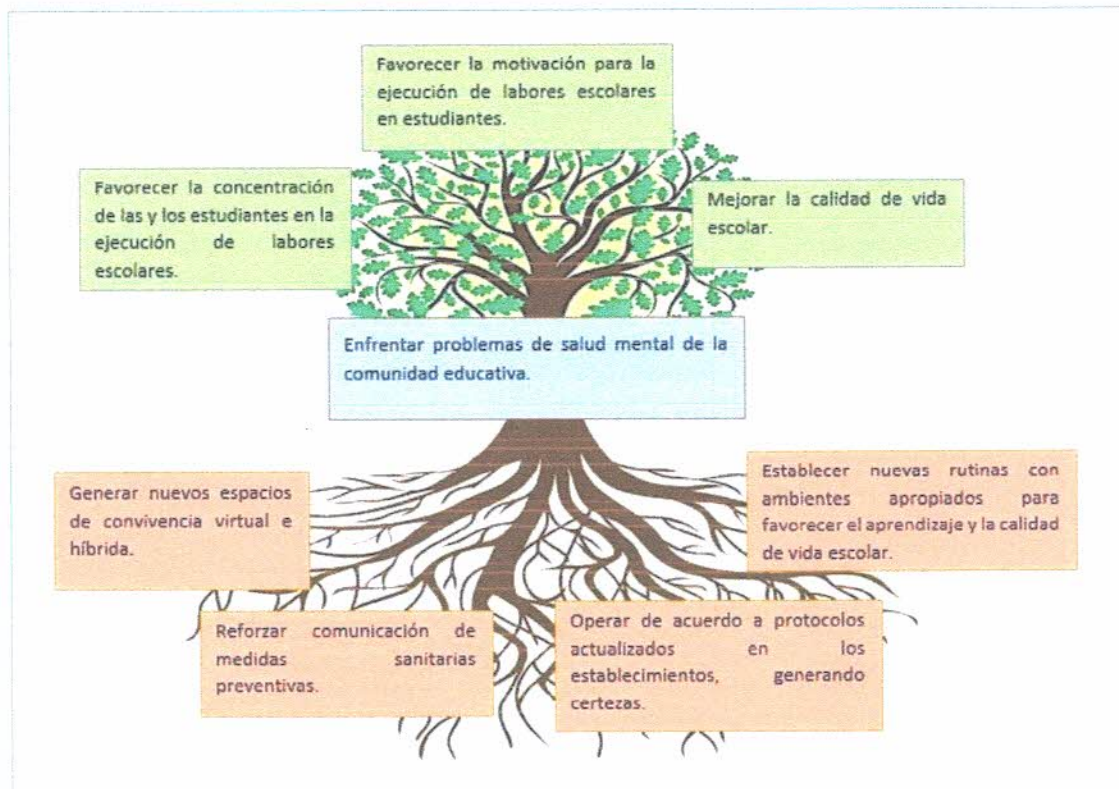 Favorecer la motivación para la
ejecución de labores escolares
en estudiantes.
Favorecer la concentración
de las y los estudiantes en la
ejecución de labores
escolares.
Mejorar la calidad de vida
escolar.
Enfrentar problemas de salud mental de la
comunidad educativa.
Generar nuevos espacios
de convivencia virtual e
híbrida.
Establecer nuevas rutinas con
ambientes apropiados para
favorecer el aprendizaje y la calidad
de vida escolar.
Reforzar comunicación de
medidas sanitarias
preventivas.
Operar de acuerdo a protocolos
actualizados en los
establecimientos, generando
certezas.